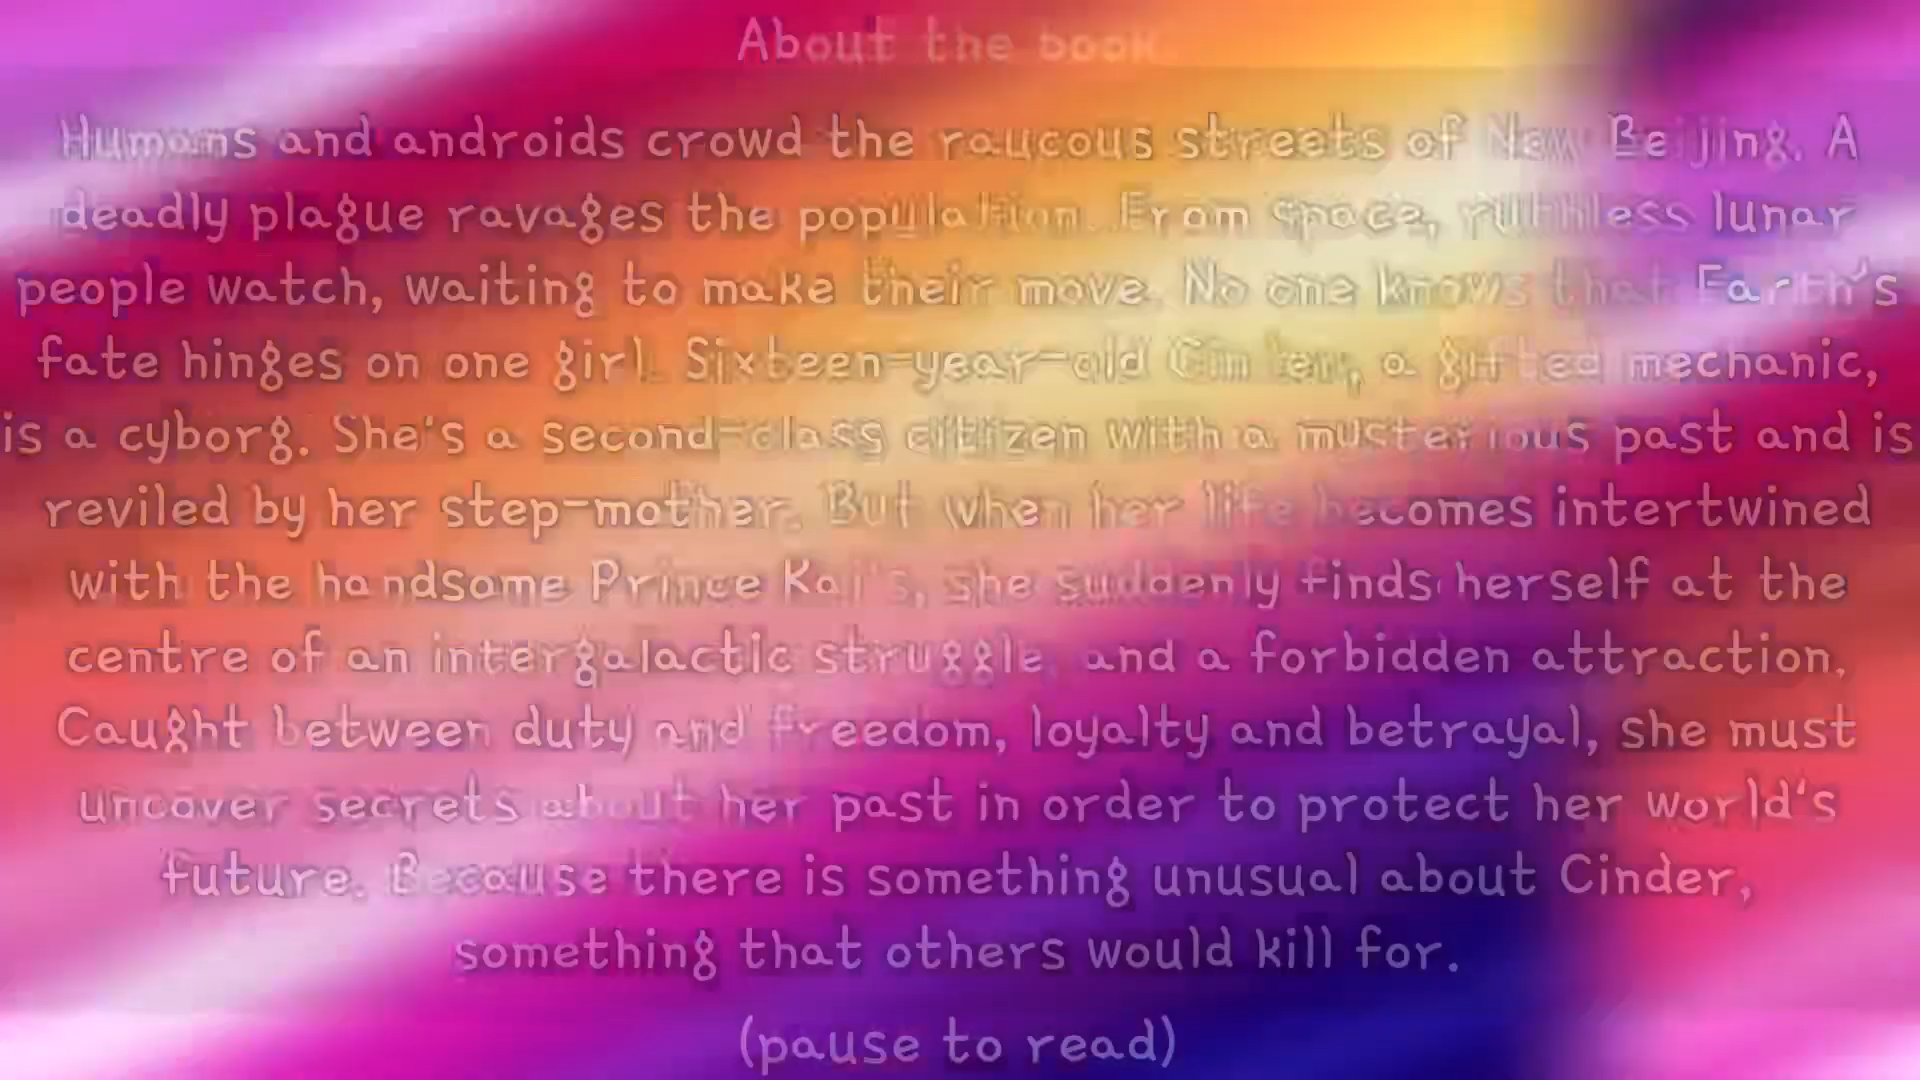 About the book
Humans and androids crowd the raucous streets of New Beijing. A
deadly plague ravages the population. From space, ruthless lunar
people watch, waiting to make their move. No one knows that Earth's
fate hinges on one girl. Sixteen-year-old Cinder, a gifted mechanic,
is a cyborg. She's a second-class citizen with a mysterious past and is
reviled by her step-mother. But when her life becomes intertwined
with the handsome Prince Kai's, she suddenly finds herself at the
centre of an intergalactic struggle, and a forbidden attraction.
Caught between duty and freedom, loyalty and betrayal, she must
uncover secrets about her past in order to protect her world's
future. Because there is something unusual about Cinder,
something that others would kill for.
(pause to read)